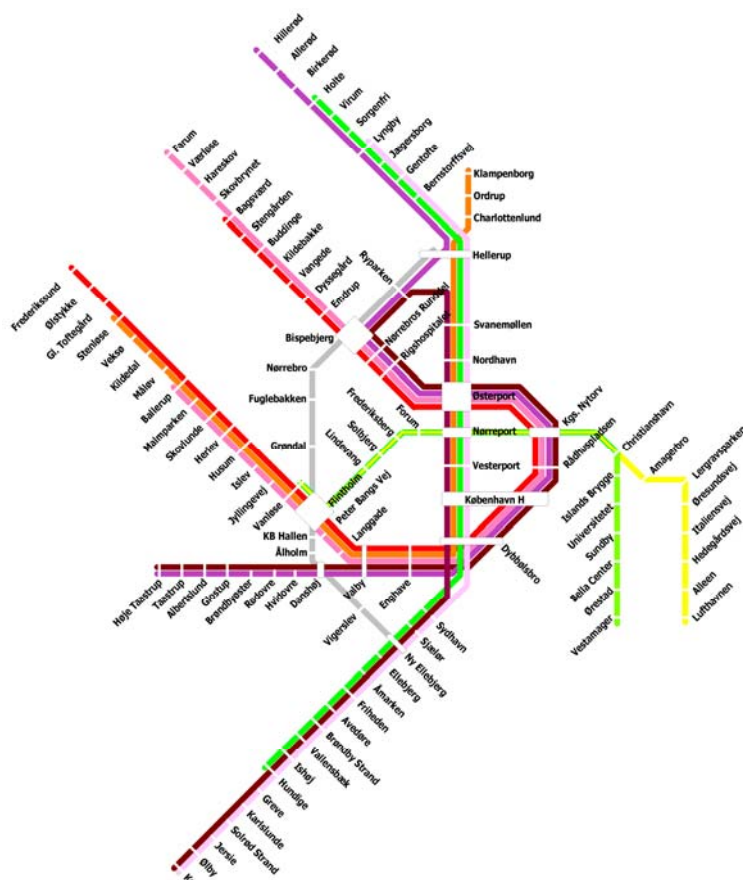 Hillerød
Allerød
Birkerød
Holte
Virum
Sorgenfri
Lyngby
Jægersborg
Gentofte
Bernstorffsvej
Klampenborg
Ordrup
Charlottenlund
Hellerup
Farum
Værløse
Hareskov
Skovbrynet
Bagsværd
Stengården
Buddinge
Kildebakke
Vangede
Dyssegård
Emdrup
Ryparken
Nørrebros Runddel
Rigshospitalet
Bispebjerg
Nørrebro
Fuglebakken
Grøndal
Svanemøllen
Nordhavn
Østerport
Nørreport
Vesterport
København H
Dybbølsbro
Frederikssund
Ølstykke
Gl. Toftegård
Stenløse
Veksø
Kildedal
Måløv
Ballerup
Malmparken
Skovlunde
Herlev
Husum
Islev
Jyllingevej
Vanløse
Flintholm
Lindevang
Solbjerg
Frederiksberg
Forum
Kgs. Nytorv
Rådhuspladsen
Christianshavn
Amagerbro
Lergravsparken
Øresundsvej
Italiensvej
Hedegårdsvej
Alleen
Lufthavnen
Islands Brygge
Universitetet
Sundby
Bella Center
Ørestad
Vestamager
Peter Bangs Vej
Langgade
KB Hallen
Ålholm
Høje Taastrup
Taastrup
Albertslund
Glostrup
Brøndbyøster
Rødovre
Hvidovre
Danshøj
Valby
Enghave
Vigerslev
Sydhavn
Sjælør
Ny Ellebjerg
Ellebjerg
Åmarken
Friheden
Avedøre
Brøndby Strand
Vallensbæk
Ishøj
Hundige
Greve
Karlslunde
Solrød Strand
Jersie
Ølby